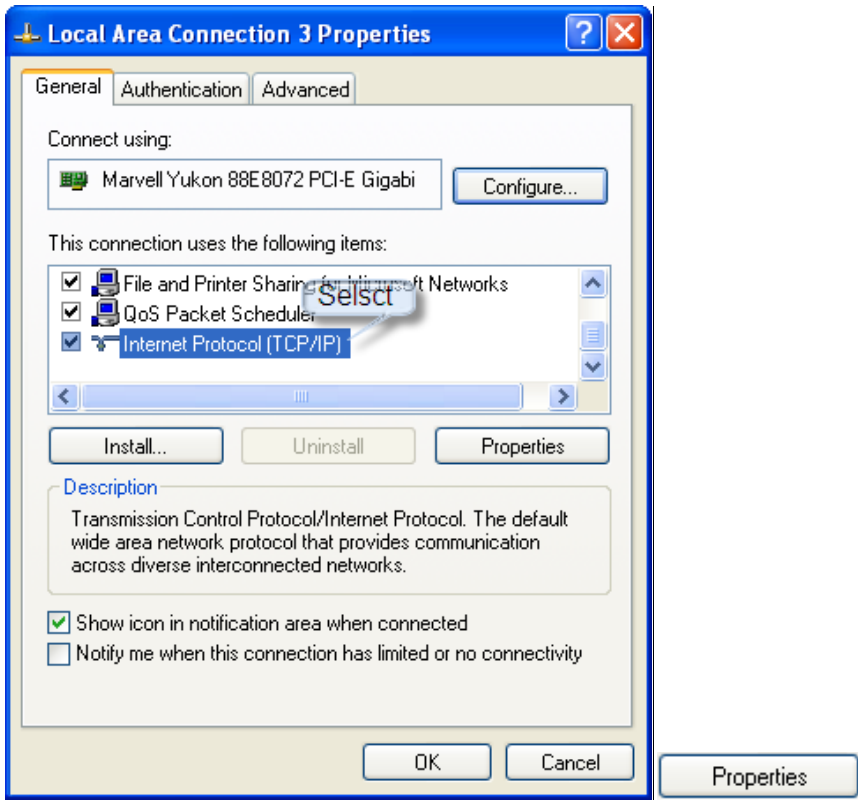 Local Area Connection 3 Properties
General Authentication Advanced
Connect using:
Marvell Yukon 88E8072 PCI-E Gigabi
Configure...
This connection uses the following items:
File and Printer Sharing for Microsoft Networks
Selsct
QoS Packet Scheduler
Internet Protocol (TCP/IP)
Install... Uninstall Properties
Description
Transmission Control Protocol/Internet Protocol. The default
wide area network protocol that provides communication
across diverse interconnected networks.
Show icon in notification area when connected
Notify me when this connection has limited or no connectivity
OK Cancel
Properties